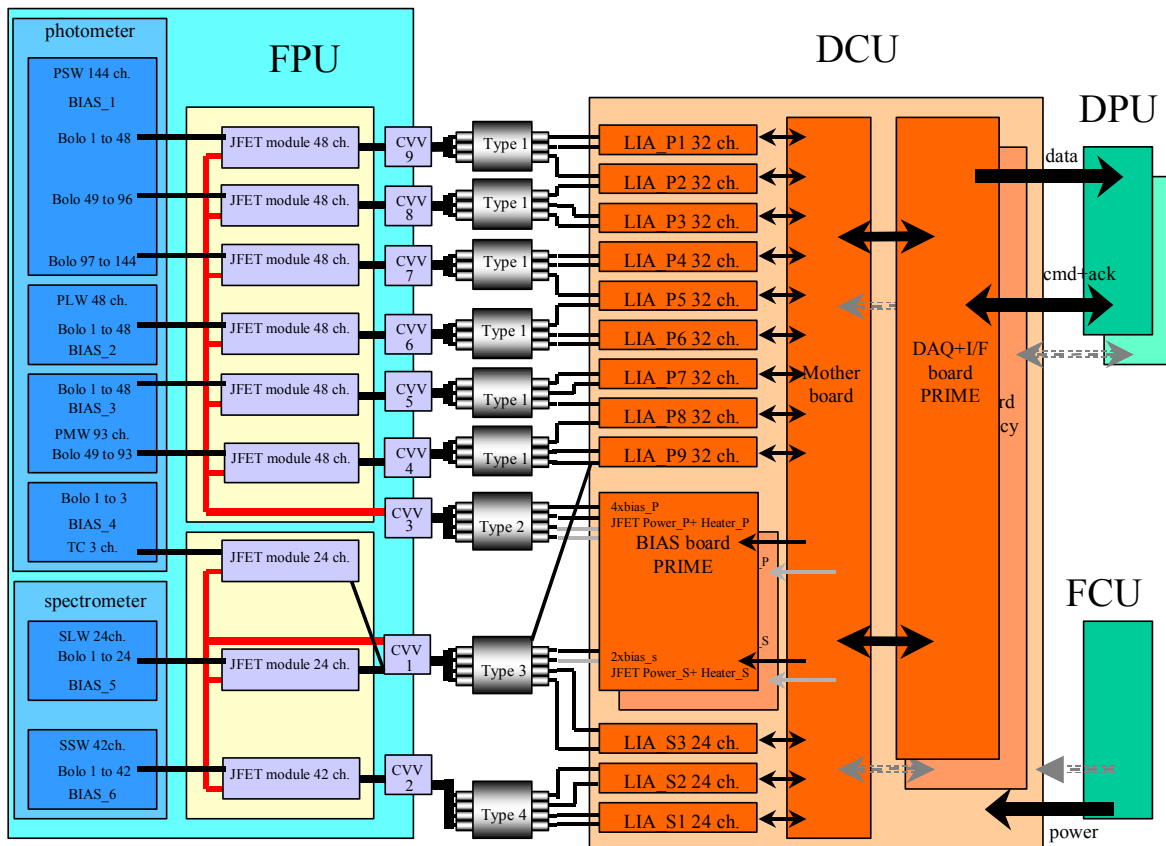 FPU
DCU
DPU
FCU
photometer
PSW 144 ch.
BIAS_1
Bolo 1 to 48
Bolo 49 to 96
Bolo 97 to 144
PLW 48 ch.
Bolo 1 to 48
BIAS_2
Bolo 1 to 48
BIAS_3
PMW 93 ch.
Bolo 49 to 93
Bolo 1 to 3
BIAS_4
TC 3 ch.
spectrometer
SLW 24ch.
Bolo 1 to 24
BIAS_5
SSW 42ch.
Bolo 1 to 42
BIAS_6
JFET module 48 ch.
JFET module 48 ch.
JFET module 48 ch.
JFET module 48 ch.
JFET module 48 ch.
JFET module 48 ch.
JFET module 24 ch.
JFET module 24 ch.
JFET module 42 ch.
CVV
9
CVV
8
CVV
7
CVV
6
CVV
5
CVV
4
CVV
3
CVV
1
CVV
2
Type 1
Type 1
Type 1
Type 1
Type 1
Type 1
Type 2
Type 3
Type 4
LIA_P1 32 ch.
LIA_P2 32 ch.
LIA_P3 32 ch.
LIA_P4 32 ch.
LIA_P5 32 ch.
LIA_P6 32 ch.
LIA_P7 32 ch.
LIA_P8 32 ch.
LIA_P9 32 ch.
4xbias_P
JFET Power_P+ Heater_P
BIAS board
PRIME
_P
_S
2xbias_s
JFET Power_S+ Heater_S
LIA_S3 24 ch.
LIA_S2 24 ch.
LIA_S1 24 ch.
Mother
board
DAQ+I/F
board
PRIME
rd
cy
data
cmd+ack
power